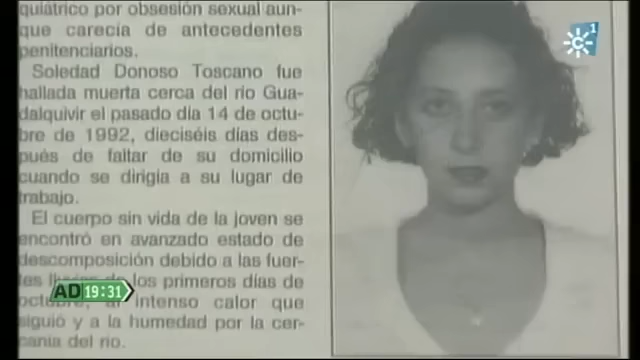 quiátrico por obsesión sexual aun-
que carecía de antecedentes
penitenciarios.
Soledad Donoso Toscano fue
hallada muerta cerca del río Gua-
dalquivir el pasado día 14 de octu-
bre de 1992, dieciséis días des-
pués de faltar de su domicilio
cuando se dirigía a su lugar de
trabajo.
El cuerpo sin vida de la joven se
encontró en avanzado estado de
descomposición debido a las fuer-
tes de los primeros días de
intenso calor que
siguió y a la humedad por la cer-
canía del río.
AD 19:31
C 1